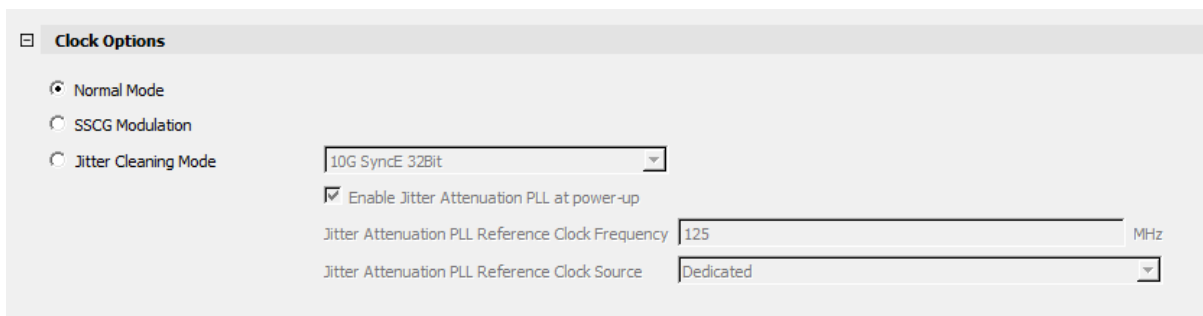 Clock Options
Normal Mode
SSCG Modulation
Jitter Cleaning Mode 10G SyncE 32Bit
Enable Jitter Attenuation PLL at power-up
Jitter Attenuation PLL Reference Clock Frequency 125 MHz
Jitter Attenuation PLL Reference Clock Source Dedicated